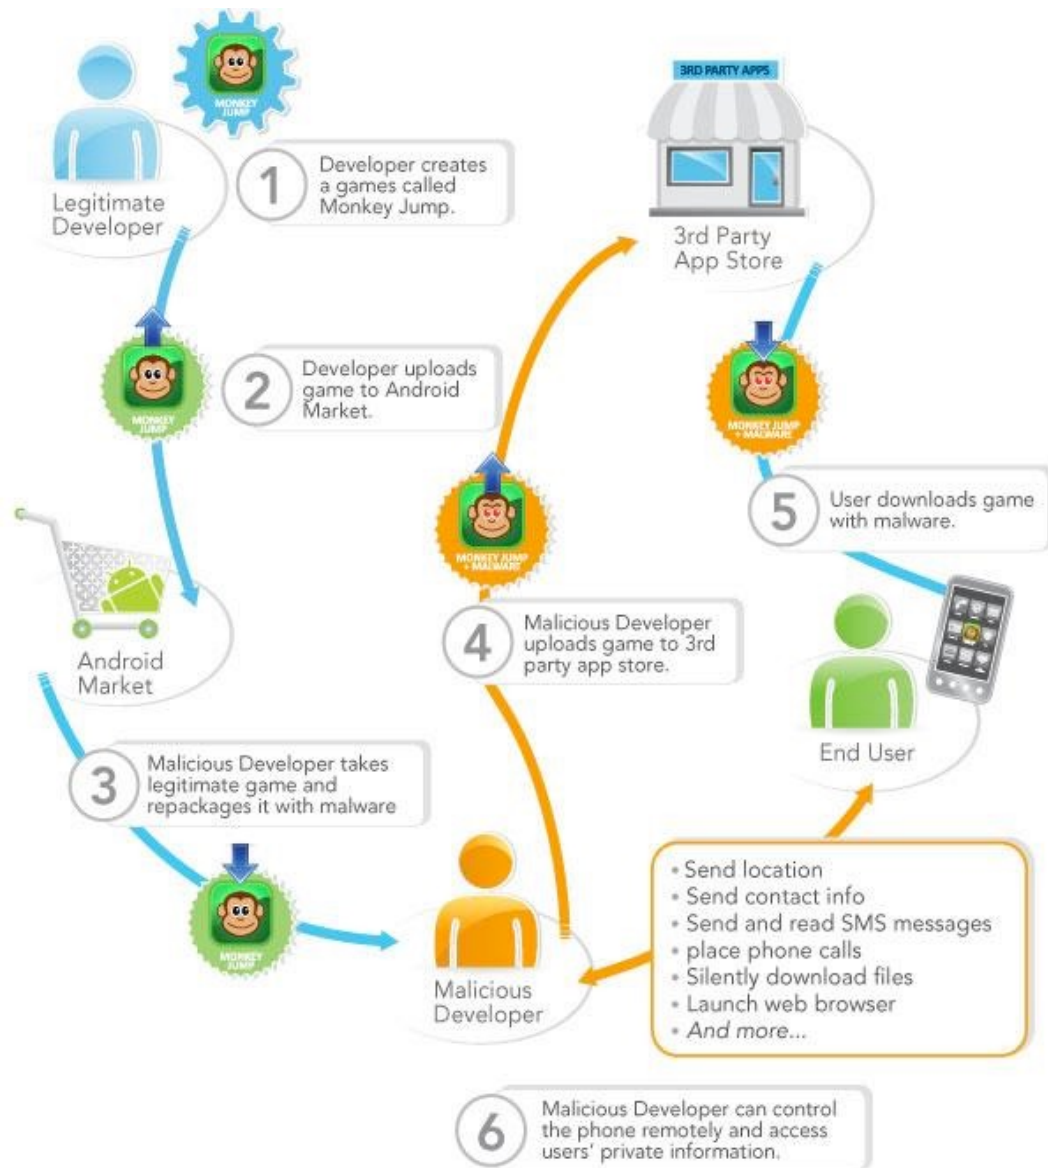 MONKEY
JUMP
Legitimate
Developer
1
Developer creates
a games called
Monkey Jump.
MONKEY
JUMP
2
Developer uploads
game to Android
Market.
Android
Market
3
Malicious Developer takes
legitimate game and
repackages it with malware
MONKEY
JUMP
Malicious
Developer
4
Malicious Developer
uploads game to 3rd
party app store.
MONKEY JUMP
+ MALWARE
3RD PARTY APPS
3rd Party
App Store
MONKEY JUMP
+ MALWARE
5
User downloads game
with malware.
End User
• Send location
• Send contact info
• Send and read SMS messages
• place phone calls
• Silently download files
• Launch web browser
• And more...
6
Malicious Developer can control
the phone remotely and access
users' private information.